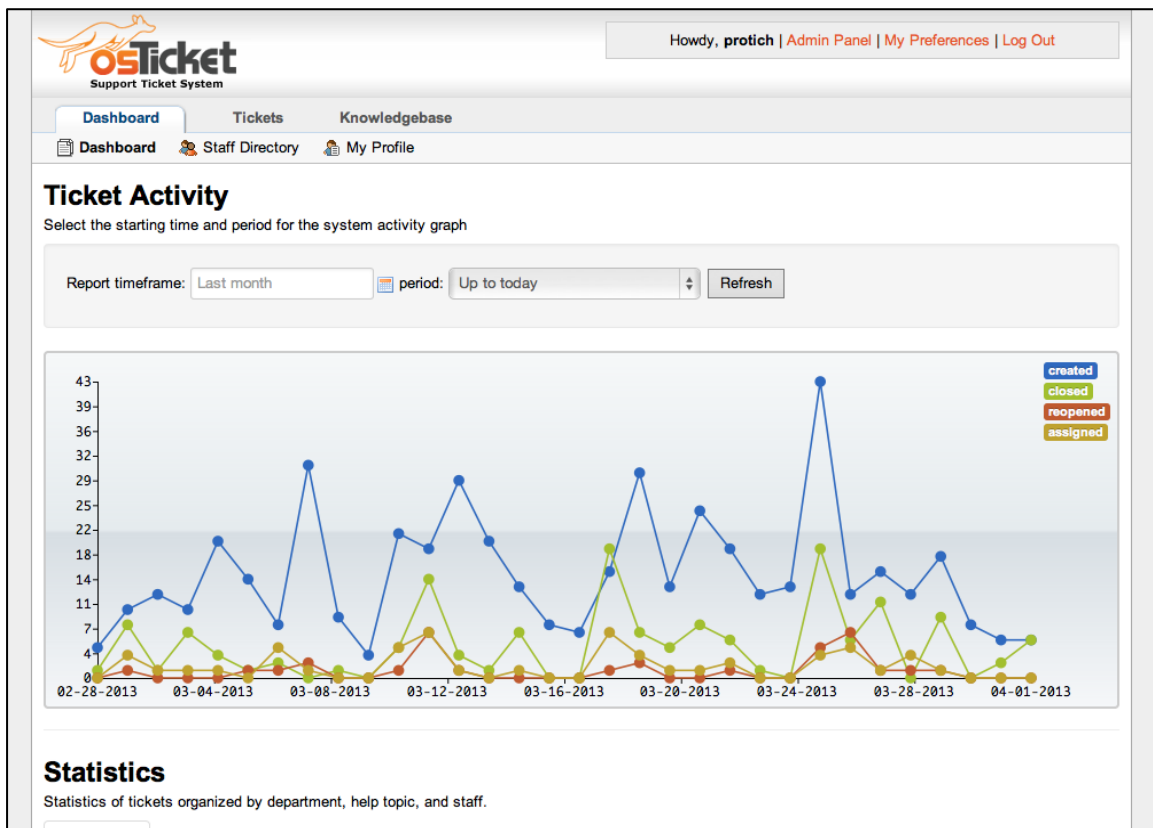 osTicket
Support Ticket System
Howdy, protich | Admin Panel | My Preferences | Log Out
Dashboard Tickets Knowledgebase
Dashboard Staff Directory My Profile
Ticket Activity
Select the starting time and period for the system activity graph
Report timeframe: Last month period: Up to today Refresh
created
closed
reopened
assigned
43
39
36
32
29
25
22
18
14
11
7
4
0
02-28-2013 03-04-2013 03-08-2013 03-12-2013 03-16-2013 03-20-2013 03-24-2013 03-28-2013 04-01-2013
Statistics
Statistics of tickets organized by department, help topic, and staff.